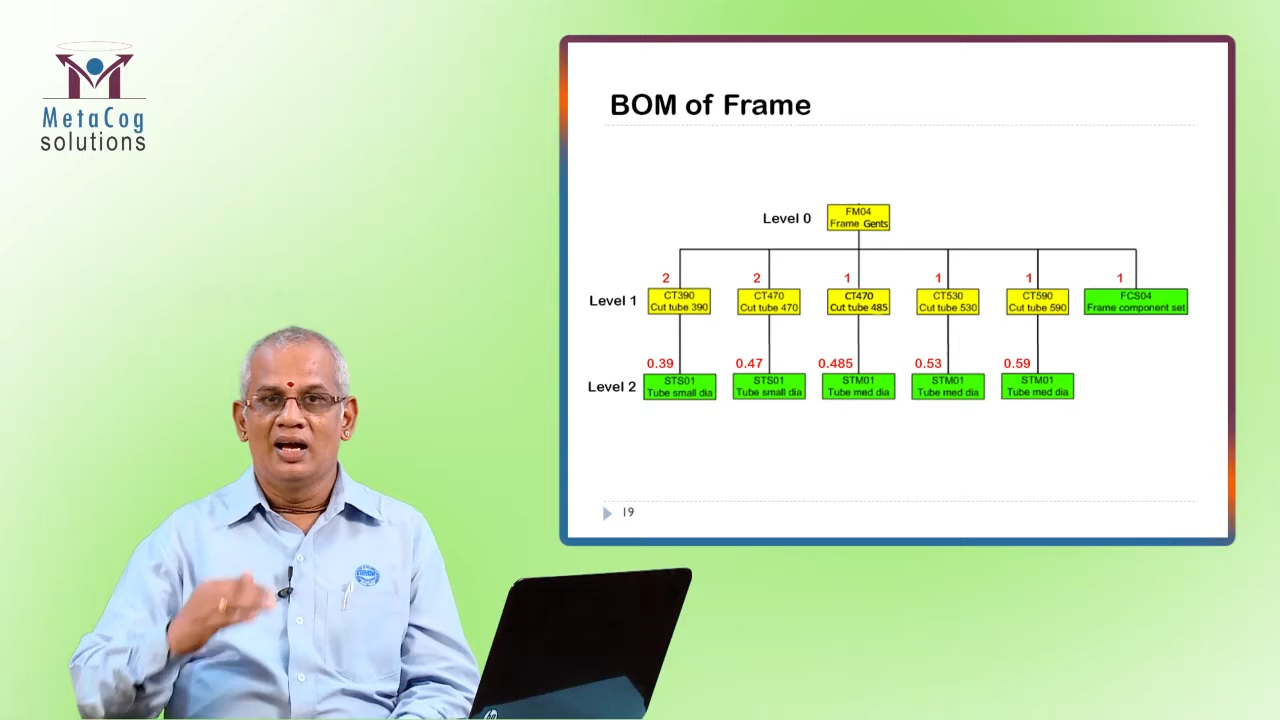 MetaCog
solutions
BOM of Frame
Level 0
FM04
Frame Gents
2
2
1
1
1
1
Level 1
CT390
Cut tube 390
CT470
Cut tube 470
CT470
Cut tube 485
CT530
Cut tube 530
CT590
Cut tube 590
FCS04
Frame component set
0.39
0.47
0.485
0.53
0.59
Level 2
STS01
Tube small dia
STS01
Tube small dia
STM01
Tube med dia
STM01
Tube med dia
STM01
Tube med dia
19
hp